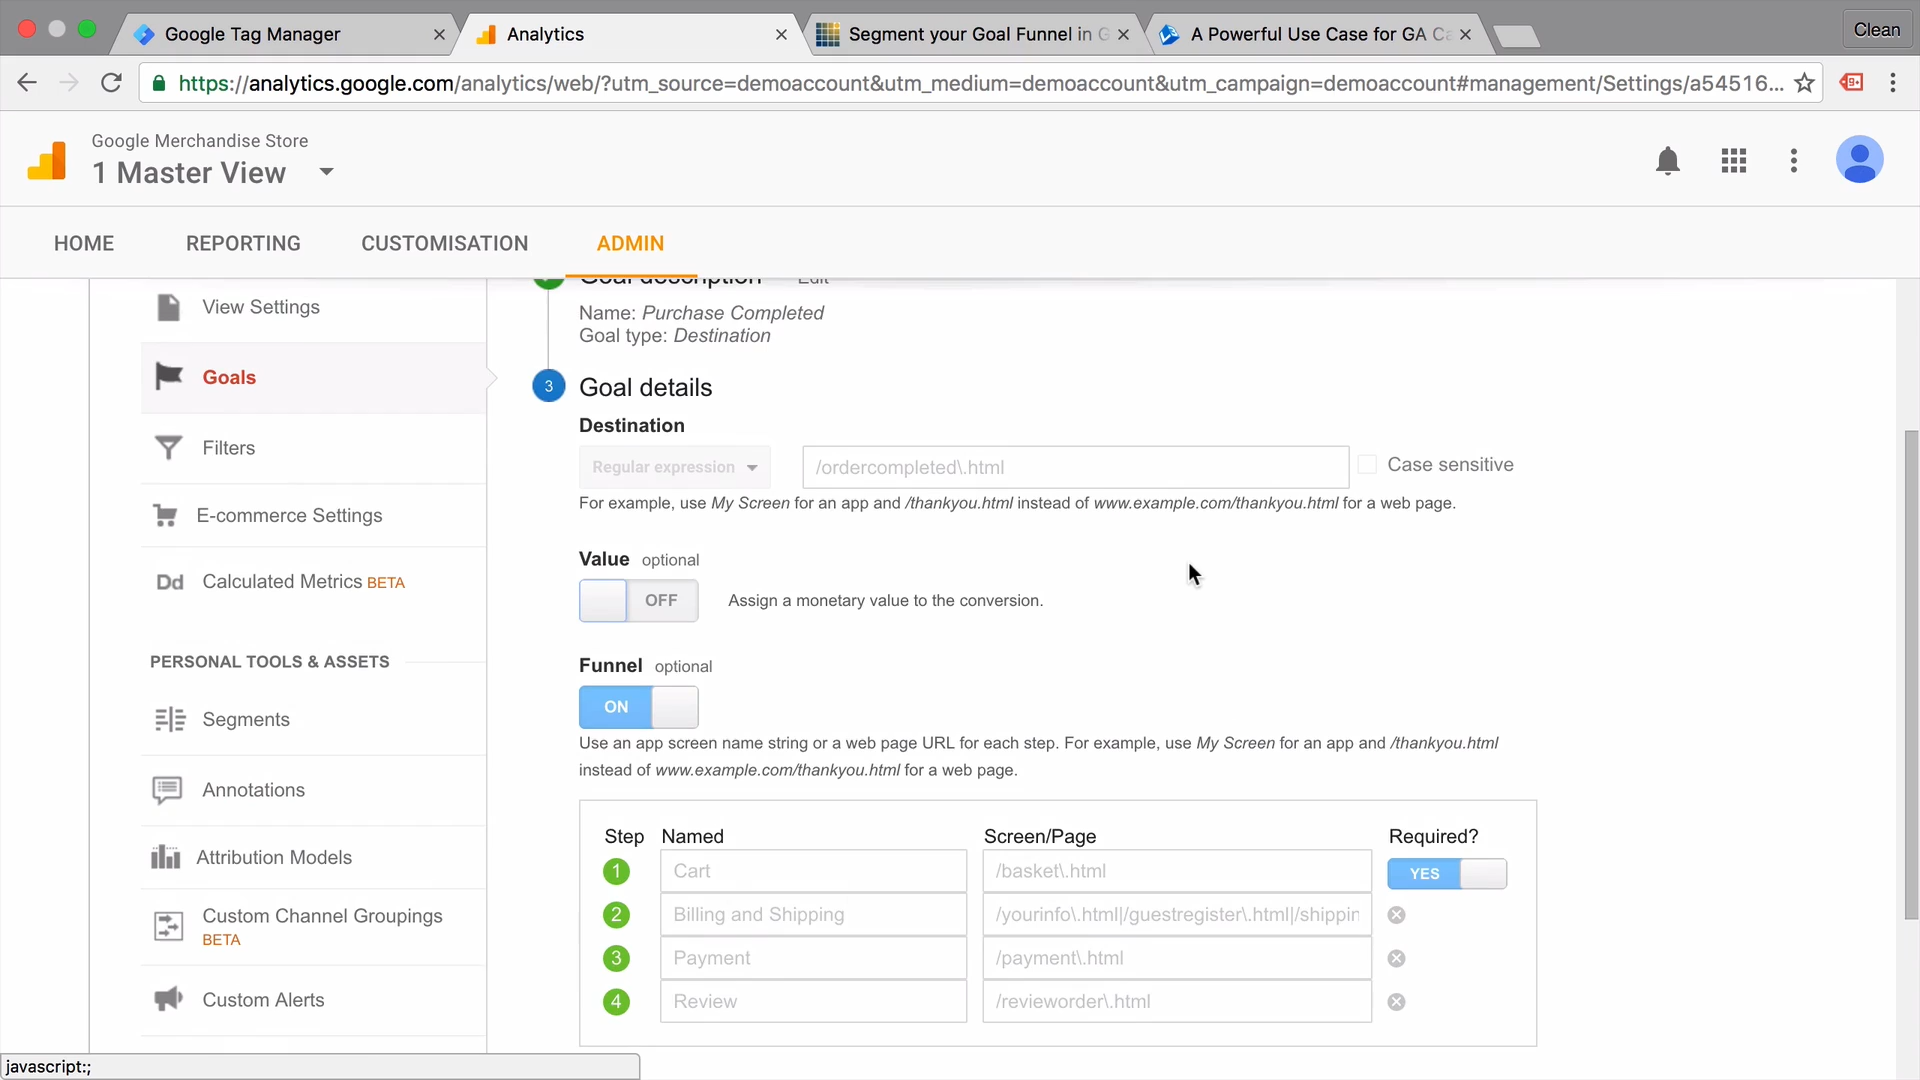 Google Tag Manager
Analytics
Segment your Goal Funnel in G
A Powerful Use Case for GA Ca
Clean
https://analytics.google.com/analytics/web/?utm_source=demoaccount&utm_medium=demoaccount&utm_campaign=demoaccount#management/Settings/a54516...
Google Merchandise Store
1 Master View
HOME
REPORTING
CUSTOMISATION
ADMIN
Goal description
Edit
View Settings
Name: Purchase Completed
Goal type: Destination
Goals
3
Goal details
Destination
Filters
Regular expression
/ordercompleted\.html
Case sensitive
For example, use My Screen for an app and /thankyou.html instead of www.example.com/thankyou.html for a web page.
E-commerce Settings
Value optional
Dd
Calculated Metrics BETA
OFF
Assign a monetary value to the conversion.
PERSONAL TOOLS & ASSETS
Funnel optional
Segments
ON
Use an app screen name string or a web page URL for each step. For example, use My Screen for an app and /thankyou.html
instead of www.example.com/thankyou.html for a web page.
Annotations
Step Named Screen/Page Required?
Attribution Models
1 Cart /basket\.html YES
Custom Channel Groupings
BETA
2 Billing and Shipping /yourinfo\.html|/guestregister\.html|/shippin
3 Payment /payment\.html
Custom Alerts
4 Review /revieworder\.html
javascript:;